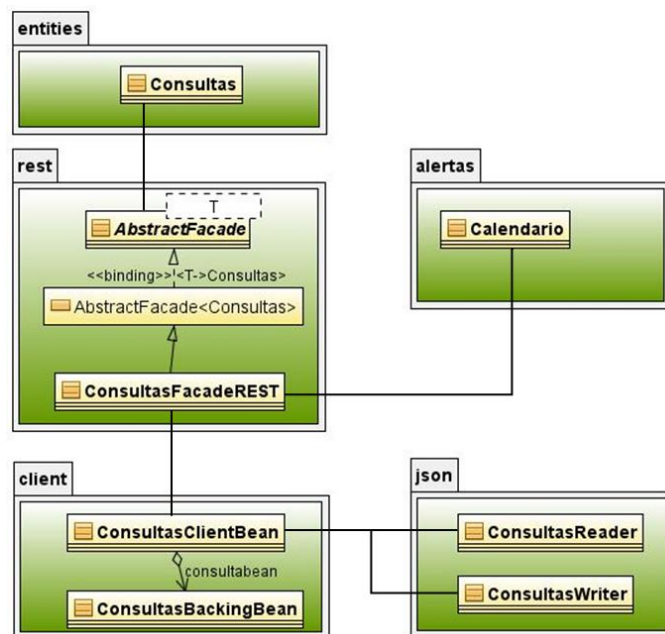 entities
Consultas
rest
alertas
T
AbstractFacade
Calendario
<<binding>> <T->Consultas>
AbstractFacade<Consultas>
ConsultasFacadeREST
client
json
ConsultasClientBean
ConsultasReader
consultabean
ConsultasBackingBean
ConsultasWriter